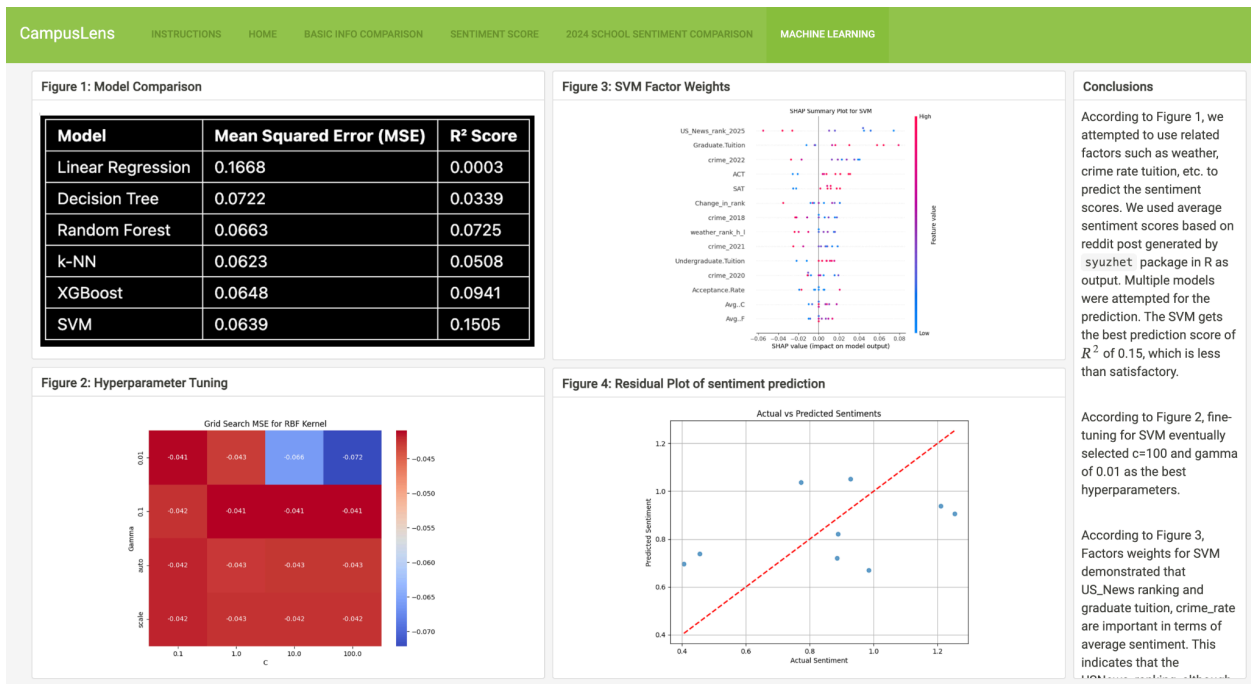 CampusLens
INSTRUCTIONS
HOME
BASIC INFO COMPARISON
SENTIMENT SCORE
2024 SCHOOL SENTIMENT COMPARISON
MACHINE LEARNING
Figure 1: Model Comparison
Model Mean Squared Error (MSE) R² Score
Linear Regression 0.1668 0.0003
Decision Tree 0.0722 0.0339
Random Forest 0.0663 0.0725
k-NN 0.0623 0.0508
XGBoost 0.0648 0.0941
SVM 0.0639 0.1505
Figure 2: Hyperparameter Tuning
Grid Search MSE for RBF Kernel
Gamma
0.01 -0.041 -0.043 -0.066 -0.072
0.1 -0.042 -0.041 -0.041 -0.041
auto -0.042 -0.043 -0.043 -0.043
scale -0.042 -0.043 -0.042 -0.042
0.1 1.0 10.0 100.0
C
-0.045
-0.050
-0.055
-0.060
-0.065
-0.070
Figure 3: SVM Factor Weights
SHAP Summary Plot for SVM
US_News_rank_2025
Graduate.Tuition
crime_2022
ACT
SAT
Change_in_rank
crime_2018
weather_rank_h_l
crime_2021
Undergraduate.Tuition
crime_2020
Acceptance.Rate
Avg..C
Avg..F
-0.06 -0.04 -0.02 0.00 0.02 0.04 0.06 0.08
SHAP value (impact on model output)
High
Feature value
Low
Figure 4: Residual Plot of sentiment prediction
Actual vs Predicted Sentiments
Predicted Sentiment
1.2
1.0
0.8
0.6
0.4
0.4 0.6 0.8 1.0 1.2
Actual Sentiment
Conclusions
According to Figure 1, we
attempted to use related
factors such as weather,
crime rate tuition, etc. to
predict the sentiment
scores. We used average
sentiment scores based on
reddit post generated by
syuzhet package in R as
output. Multiple models
were attempted for the
prediction. The SVM gets
the best prediction score of
R² of 0.15, which is less
than satisfactory.
According to Figure 2, fine-
tuning for SVM eventually
selected c=100 and gamma
of 0.01 as the best
hyperparameters.
According to Figure 3,
Factors weights for SVM
demonstrated that
US_News ranking and
graduate tuition, crime_rate
are important in terms of
average sentiment. This
indicates that the